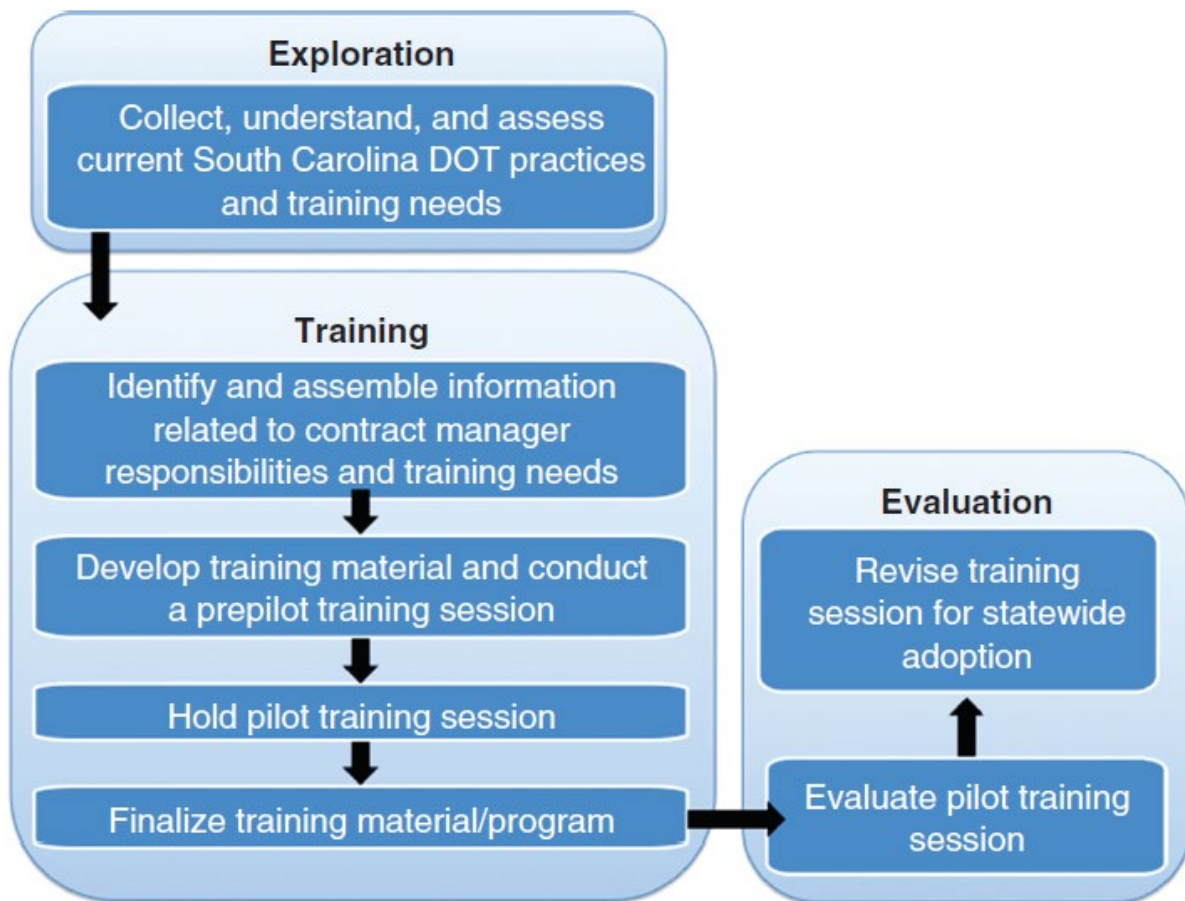 Exploration
Collect, understand, and assess
current South Carolina DOT practices
and training needs
Training
Identify and assemble information
related to contract manager
responsibilities and training needs
Develop training material and conduct
a prepilot training session
Hold pilot training session
Finalize training material/program
Evaluation
Revise training
session for statewide
adoption
Evaluate pilot training
session